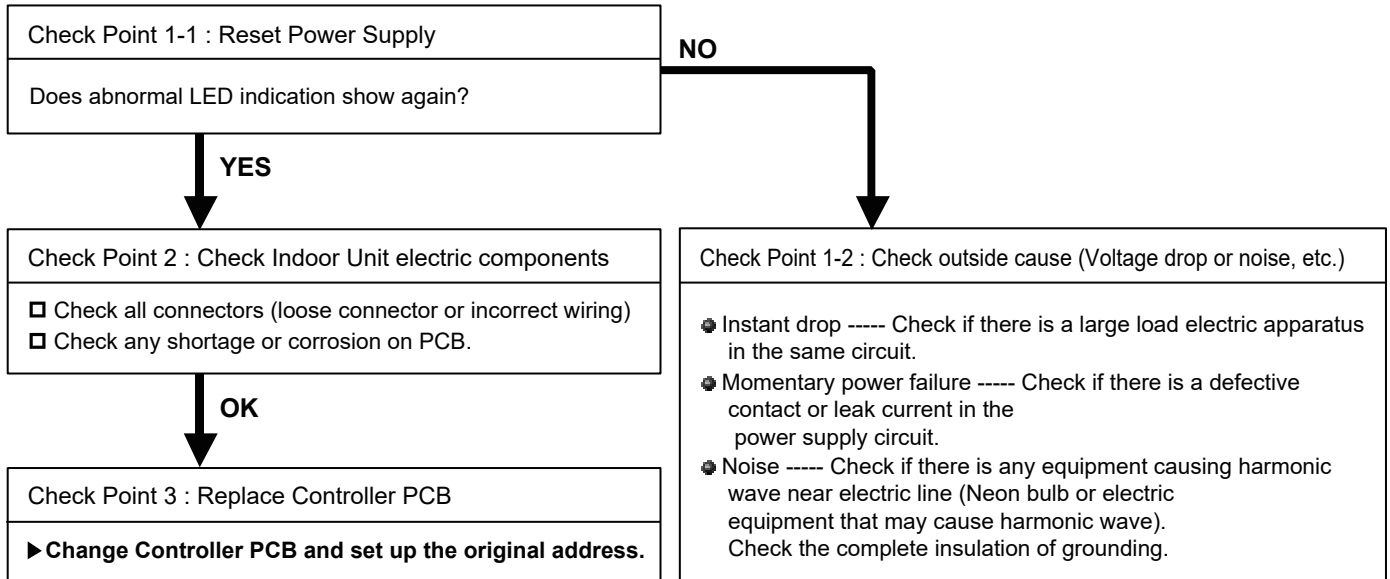 Check Point 1-1 : Reset Power Supply
Does abnormal LED indication show again?
NO
YES
Check Point 2 : Check Indoor Unit electric components
Check all connectors (loose connector or incorrect wiring)
Check any shortage or corrosion on PCB.
OK
Check Point 3 : Replace Controller PCB
▶Change Controller PCB and set up the original address.
Check Point 1-2 : Check outside cause (Voltage drop or noise, etc.)
Instant drop ----- Check if there is a large load electric apparatus
in the same circuit.
Momentary power failure ----- Check if there is a defective
contact or leak current in the
power supply circuit.
Noise ----- Check if there is any equipment causing harmonic
wave near electric line (Neon bulb or electric
equipment that may cause harmonic wave).
Check the complete insulation of grounding.